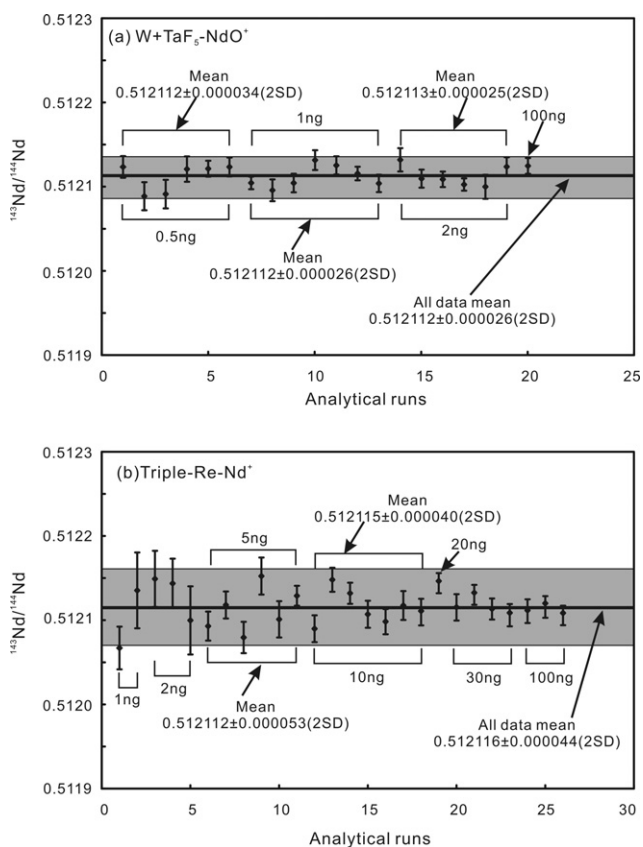 0.5123
(a) W+TaF₅-NdO⁺
Mean
0.512112±0.000034(2SD)
Mean
0.512113±0.000025(2SD)
0.5122
1ng
100ng
¹⁴³Nd/¹⁴⁴Nd
0.5121
0.5ng
2ng
0.5120
Mean
0.512112±0.000026(2SD)
All data mean
0.512112±0.000026(2SD)
0.5119
0 5 10 15 20 25
Analytical runs
0.5123
(b)Triple-Re-Nd⁺
Mean
0.512115±0.000040(2SD)
0.5122
5ng
20ng
¹⁴³Nd/¹⁴⁴Nd
0.5121
1ng
2ng
10ng
30ng
100ng
0.5120
Mean
0.512112±0.000053(2SD)
All data mean
0.512116±0.000044(2SD)
0.5119
0 5 10 15 20 25 30
Analytical runs